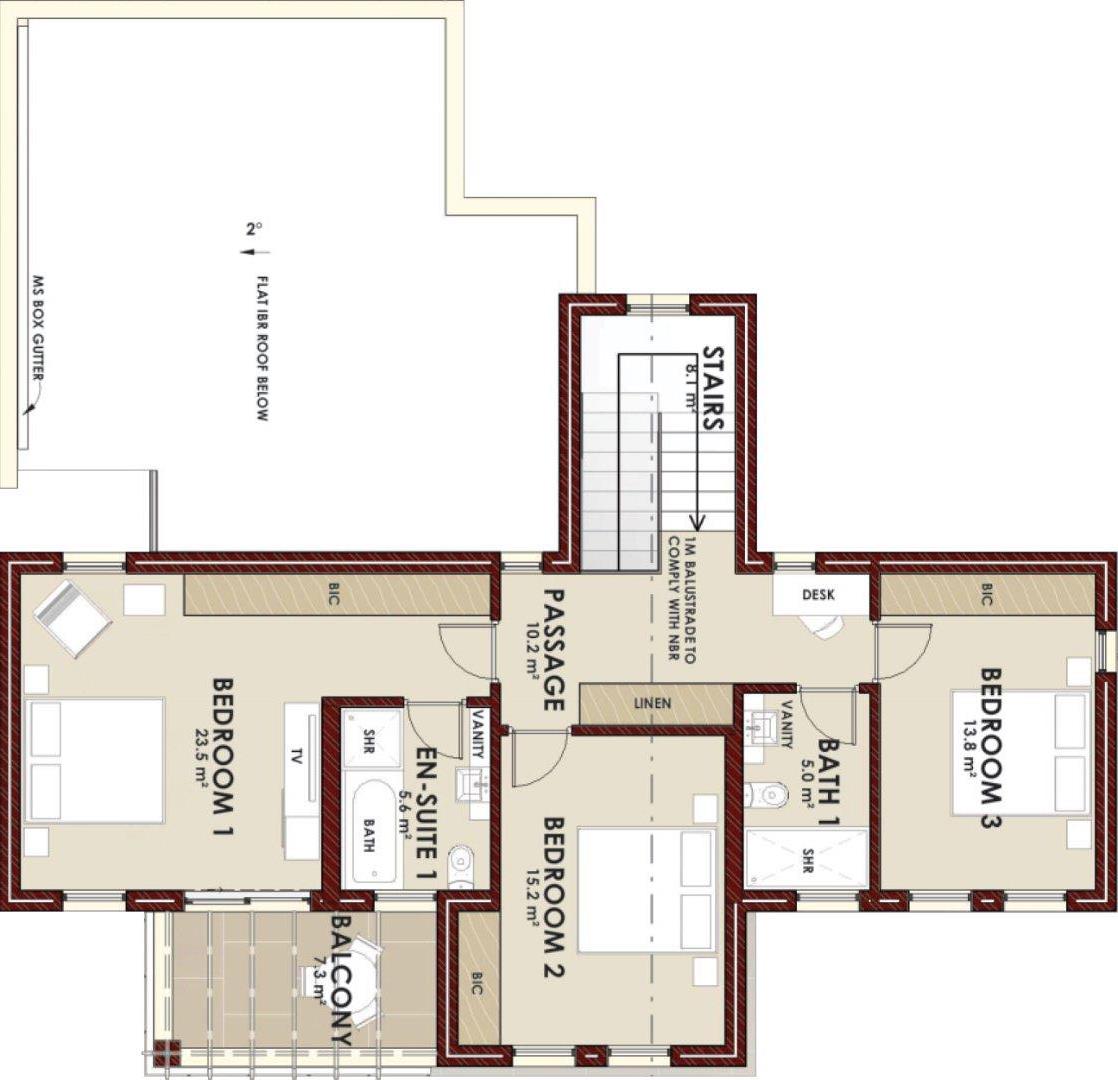 2°
MS BOX GUTTER
FLAT IBR ROOF BELOW
STAIRS
8.1 m²
1M BALUSTRADE TO
COMPLY WITH NBR
BIC
PASSAGE
10.2 m²
DESK
BIC
LINEN
BEDROOM 1
23.5 m²
TV
SHR
BATH
VANITY
EN-SUITE 1
5.6 m²
BEDROOM 2
15.2 m²
VANITY
BATH 1
5.0 m²
SHR
BEDROOM 3
13.8 m²
BALCONY
7.3 m²
BIC